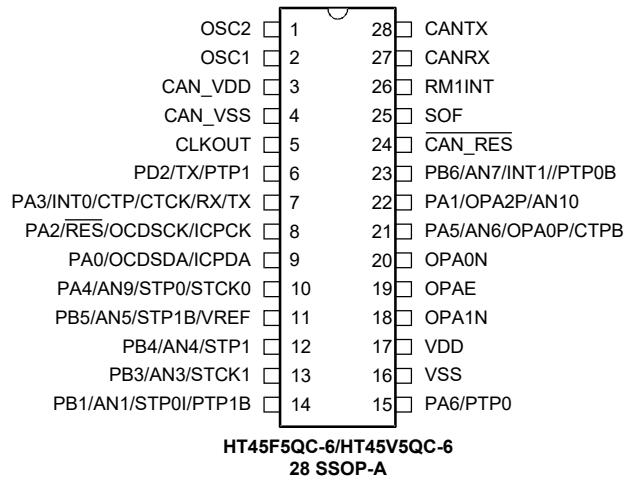 OSC2 1 28 CANTX
OSC1 2 27 CANRX
CAN_VDD 3 26 RM1INT
CAN_VSS 4 25 SOF
CLKOUT 5 24 CAN_RES
PD2/TX/PTP1 6 23 PB6/AN7/INT1//PTP0B
PA3/INT0/CTP/CTCK/RX/TX 7 22 PA1/OPA2P/AN10
PA2/RES/OCDSCK/ICPCK 8 21 PA5/AN6/OPA0P/CTPB
PA0/OCDSDA/ICPDA 9 20 OPA0N
PA4/AN9/STP0/STCK0 10 19 OPAE
PB5/AN5/STP1B/VREF 11 18 OPA1N
PB4/AN4/STP1 12 17 VDD
PB3/AN3/STCK1 13 16 VSS
PB1/AN1/STP0I/PTP1B 14 15 PA6/PTP0
HT45F5QC-6/HT45V5QC-6
28 SSOP-A